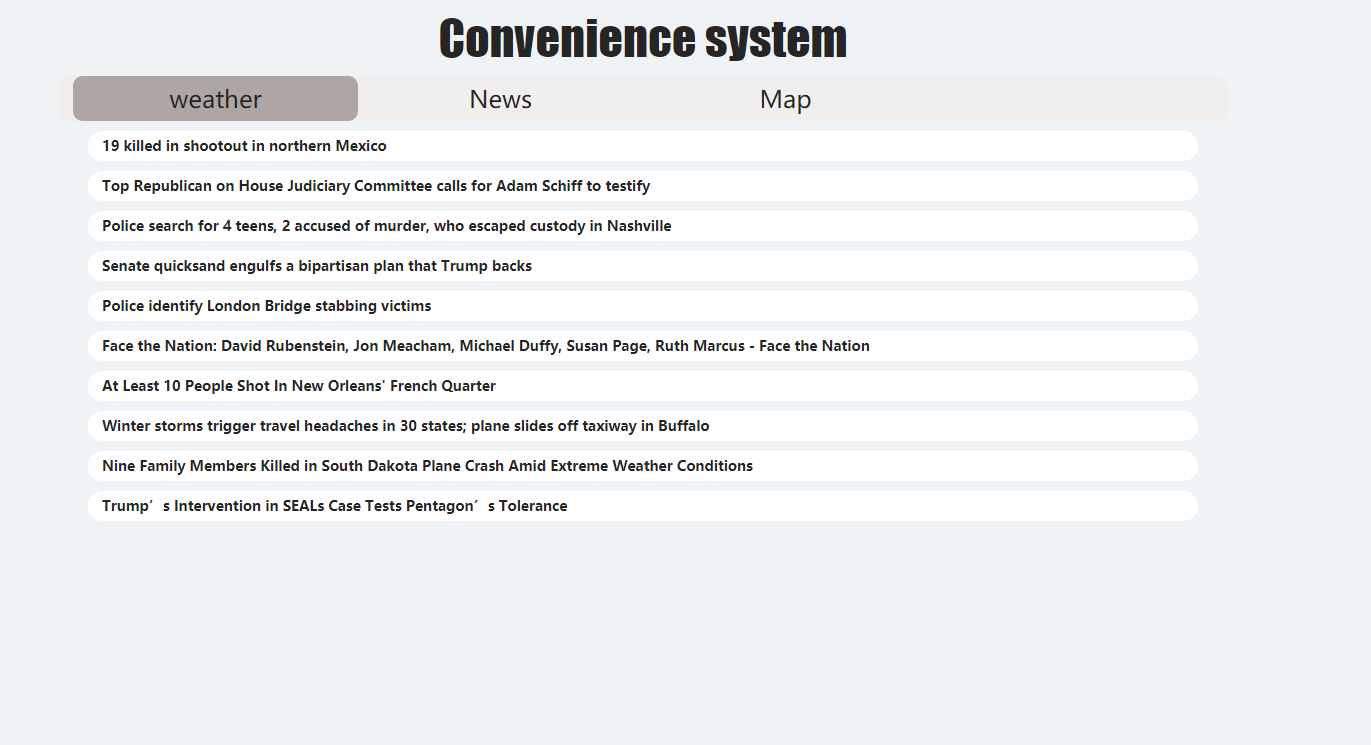 Convenience system
weather News Map
19 killed in shootout in northern Mexico
Top Republican on House Judiciary Committee calls for Adam Schiff to testify
Police search for 4 teens, 2 accused of murder, who escaped custody in Nashville
Senate quicksand engulfs a bipartisan plan that Trump backs
Police identify London Bridge stabbing victims
Face the Nation: David Rubenstein, Jon Meacham, Michael Duffy, Susan Page, Ruth Marcus - Face the Nation
At Least 10 People Shot In New Orleans' French Quarter
Winter storms trigger travel headaches in 30 states; plane slides off taxiway in Buffalo
Nine Family Members Killed in South Dakota Plane Crash Amid Extreme Weather Conditions
Trump’s Intervention in SEALs Case Tests Pentagon’s Tolerance